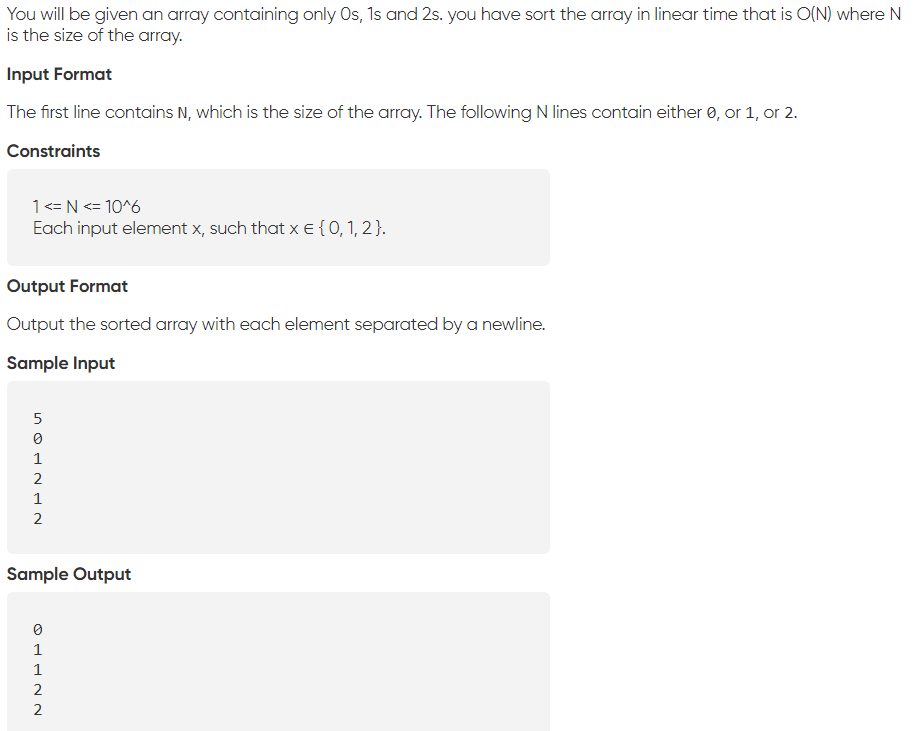 You will be given an array containing only 0s, 1s and 2s. you have sort the array in linear time that is O(N) where N
is the size of the array.
Input Format
The first line contains N, which is the size of the array. The following N lines contain either 0, or 1, or 2.
Constraints
1 <= N <= 10^6
Each input element x, such that x ∈ { 0, 1, 2 }.
Output Format
Output the sorted array with each element separated by a newline.
Sample Input
5
0
1
2
1
2
Sample Output
0
1
1
2
2